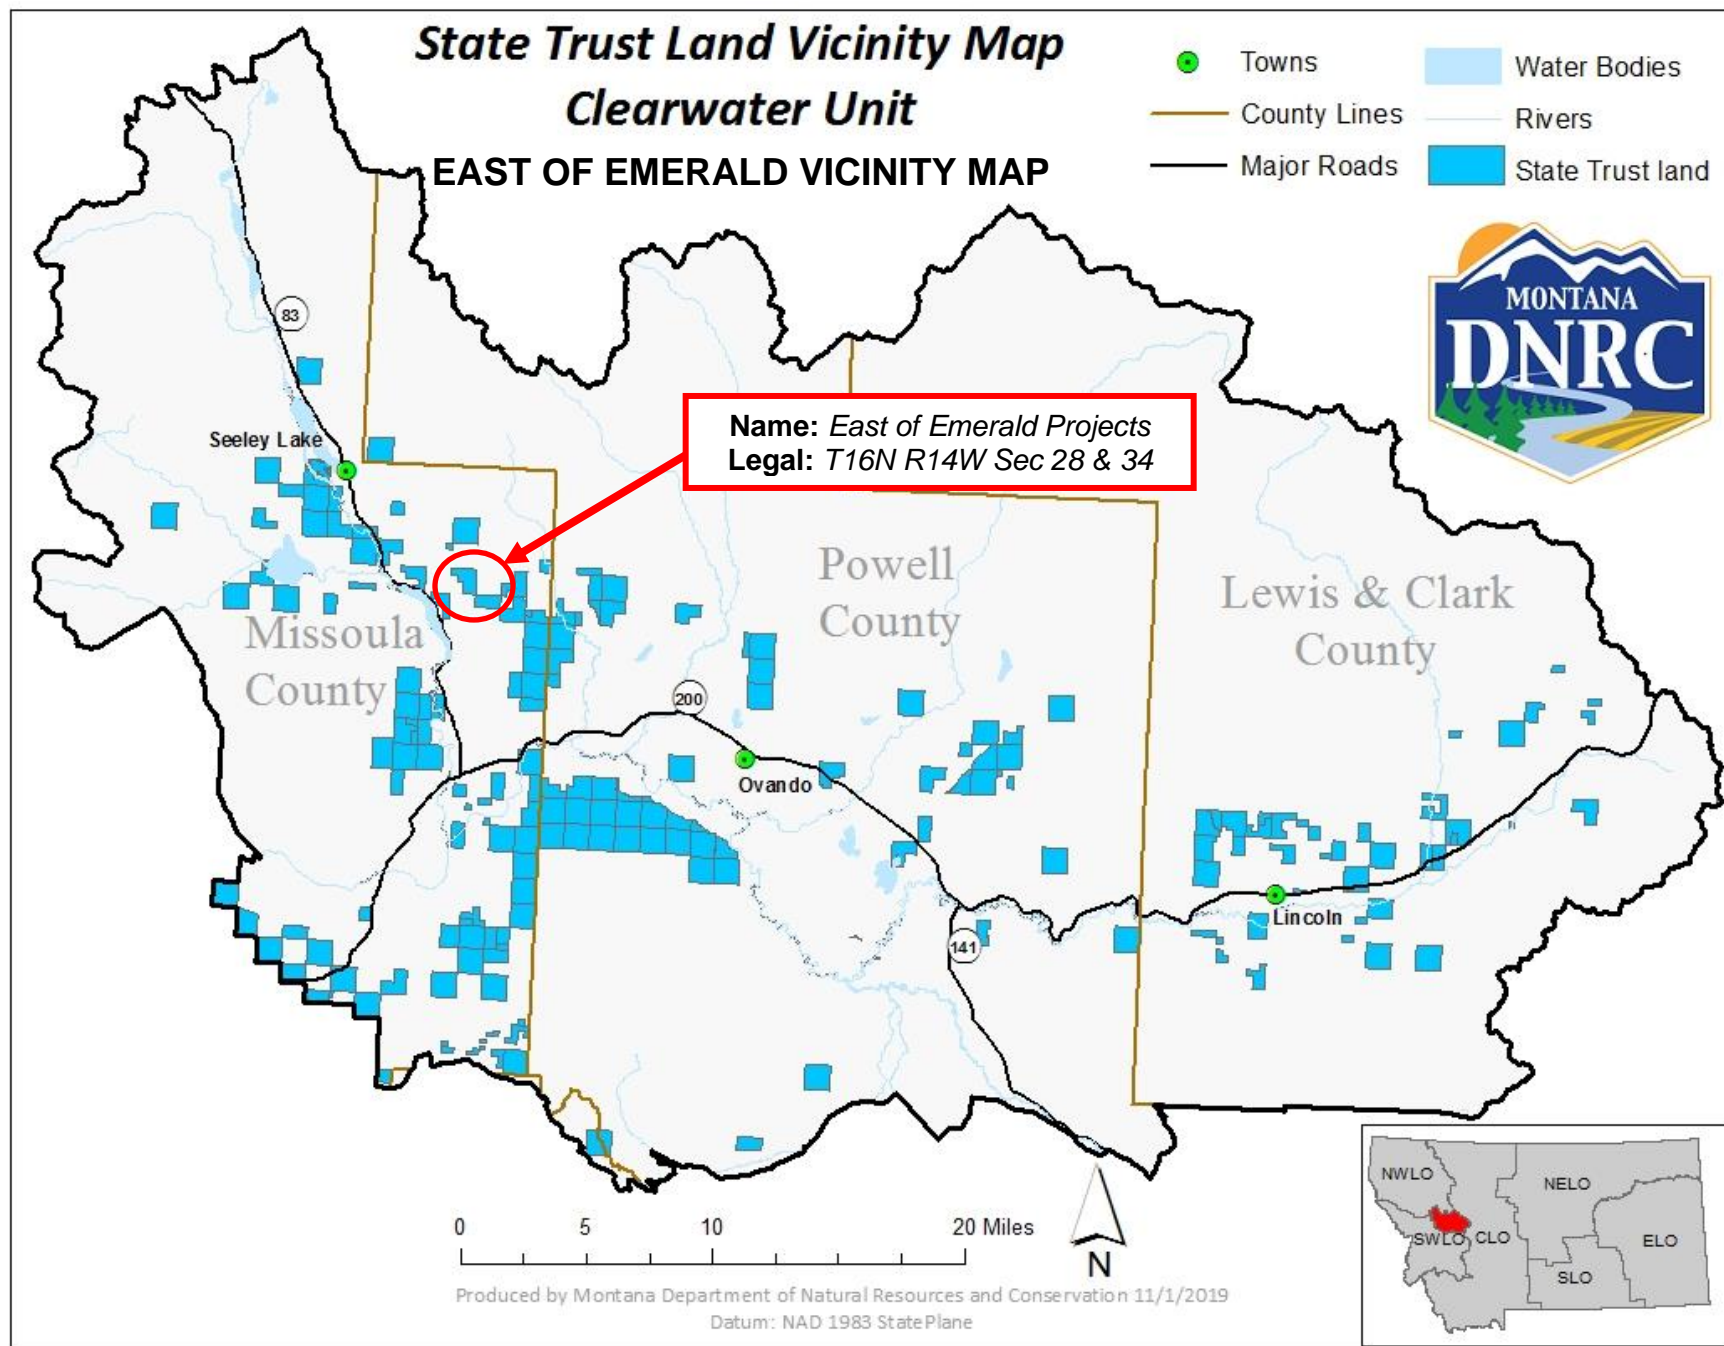 State Trust Land Vicinity Map
Clearwater Unit
EAST OF EMERALD VICINITY MAP
Towns
County Lines
Major Roads
Water Bodies
Rivers
State Trust land
MONTANA
DNRC
83
Name: East of Emerald Projects
Legal: T16N R14W Sec 28 & 34
Seeley Lake
Powell
County
Lewis & Clark
County
Missoula
County
200
Ovando
Lincoln
141
0 5 10 20 Miles
N
Produced by Montana Department of Natural Resources and Conservation 11/1/2019
Datum: NAD 1983 StatePlane
NWLO
NELO
SWLO
CLO
ELO
SLO